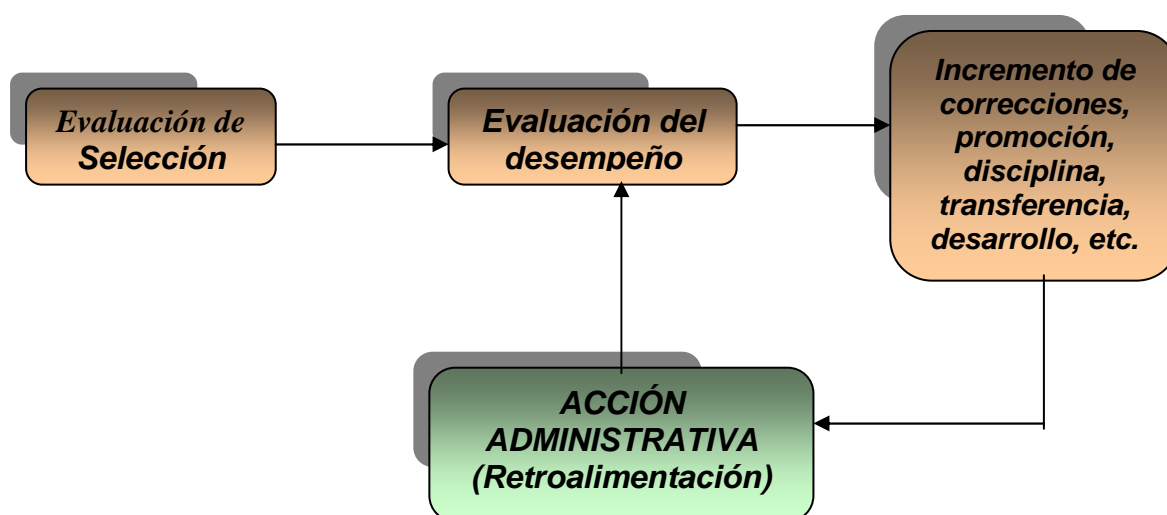 Evaluación de
Selección
Evaluación del
desempeño
Incremento de
correcciones,
promoción,
disciplina,
transferencia,
desarrollo, etc.
ACCIÓN
ADMINISTRATIVA
(Retroalimentación)